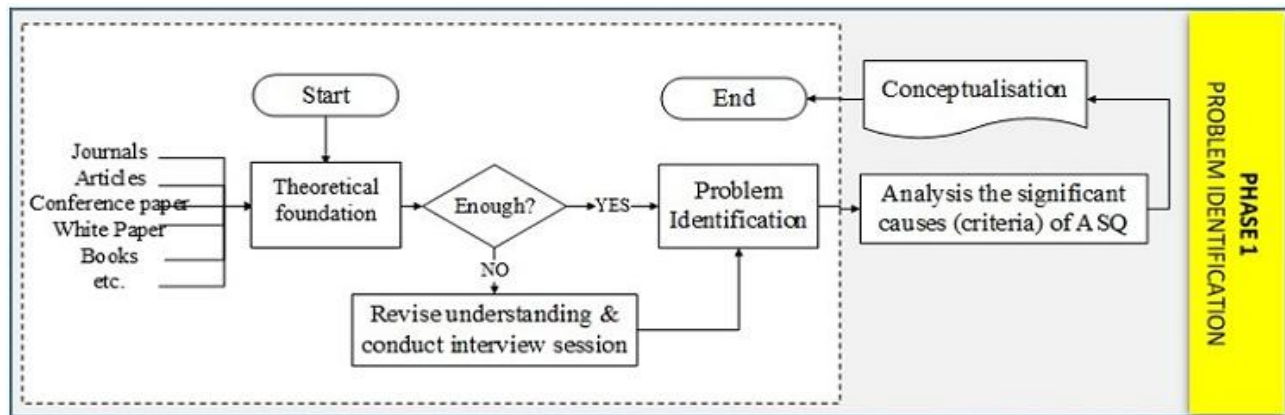 Start
Journals
Articles
Conference paper
White Paper
Books
etc.
Theoretical
foundation
Enough?
YES
NO
Revise understanding &
conduct interview session
Problem
Identification
End
Conceptualisation
Analysis the significant
causes (criteria) of ASQ
PHASE 1
PROBLEM IDENTIFICATION